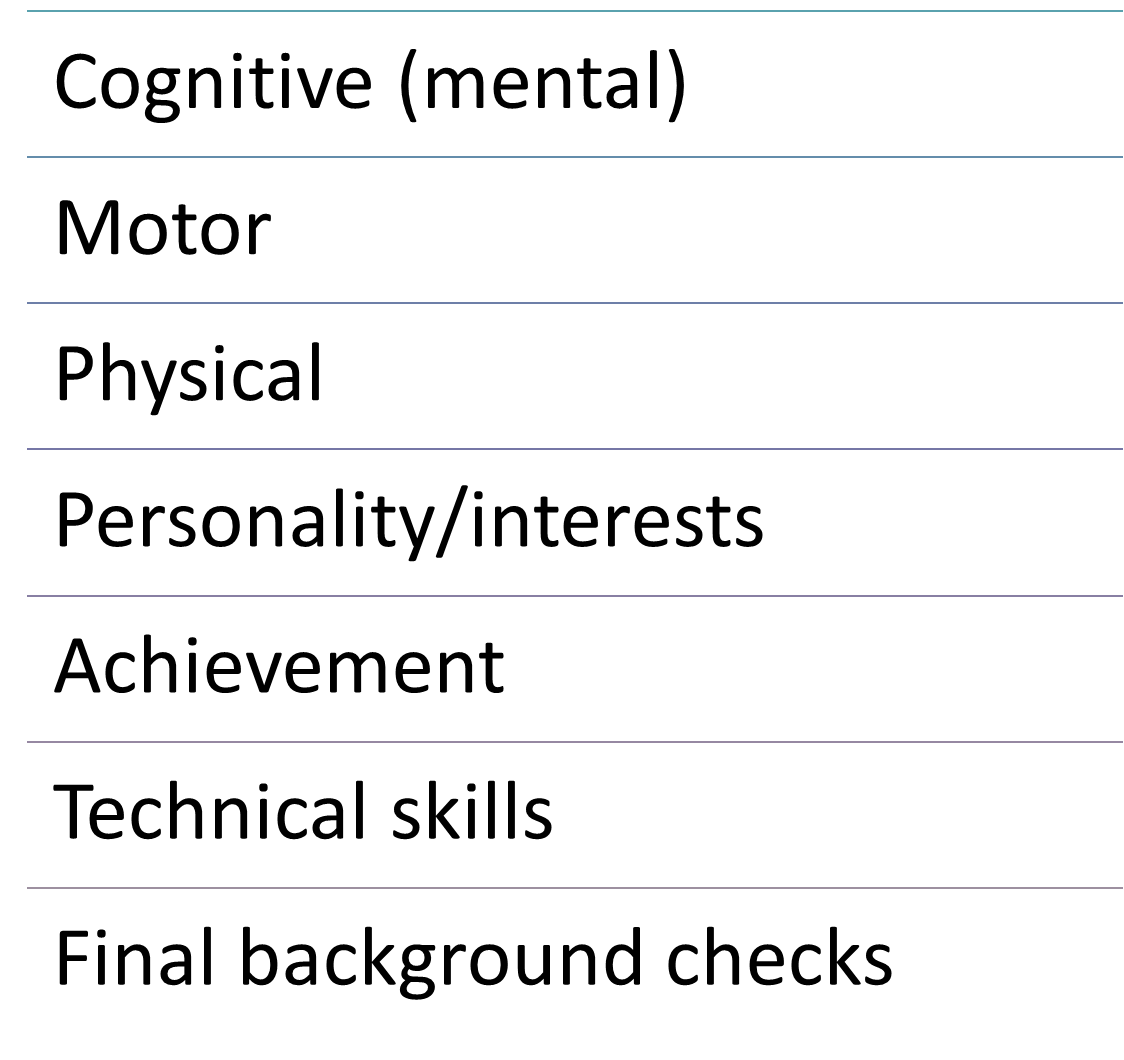 Cognitive (mental)
Motor
Physical
Personality/interests
Achievement
Technical skills
Final background checks